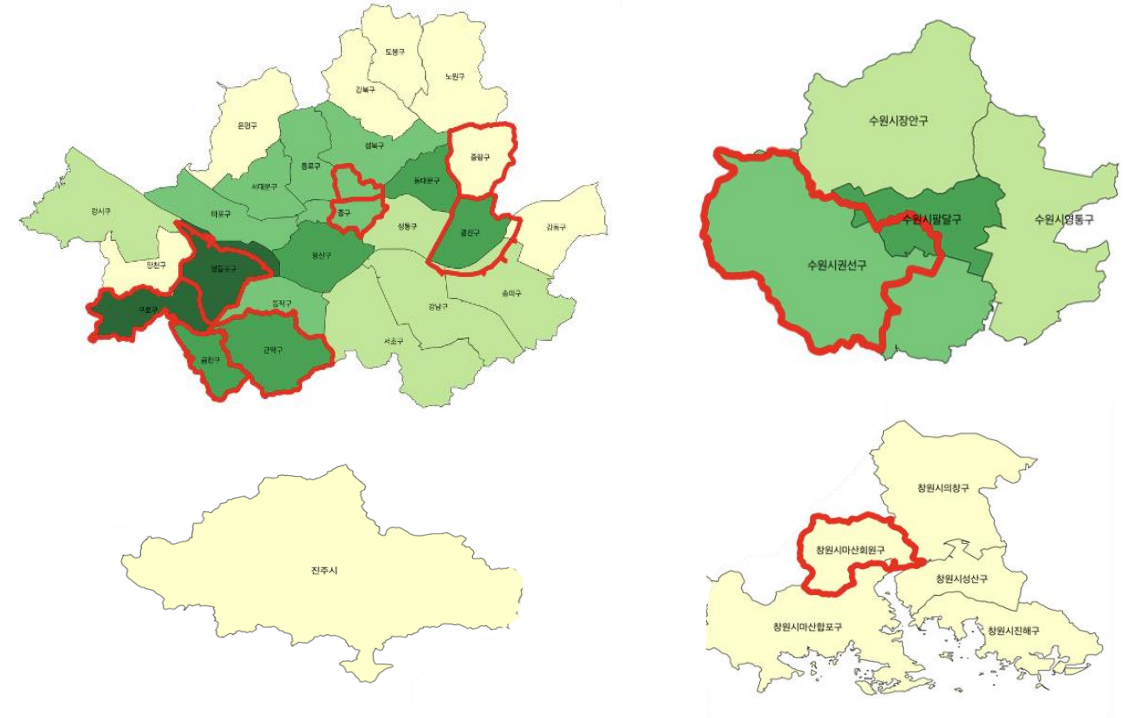 도봉구
노원구
강북구
은평구
성북구
중랑구
종로구
동대문구
서대문구
강서구
마포구
중구
성동구
광진구
강동구
양천구
영등포구
용산구
송파구
동작구
강남구
구로구
서초구
관악구
금천구
수원시장안구
수원시팔달구
수원시영통구
수원시권선구
진주시
창원시의창구
창원시마산회원구
창원시성산구
창원시마산합포구
창원시진해구